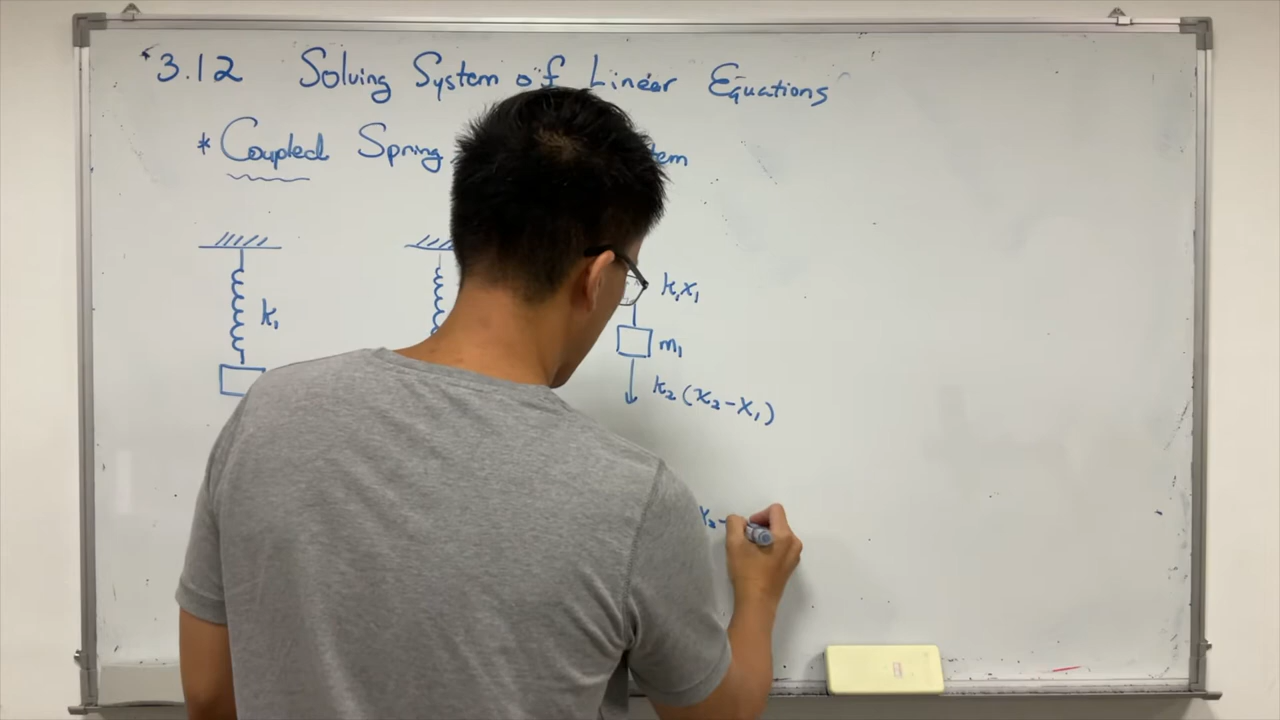 *3.12 Solving System of Linear Equations
* Coupled Spring
k₁
k₁x₁
m₁
k₂(x₂-x₁)